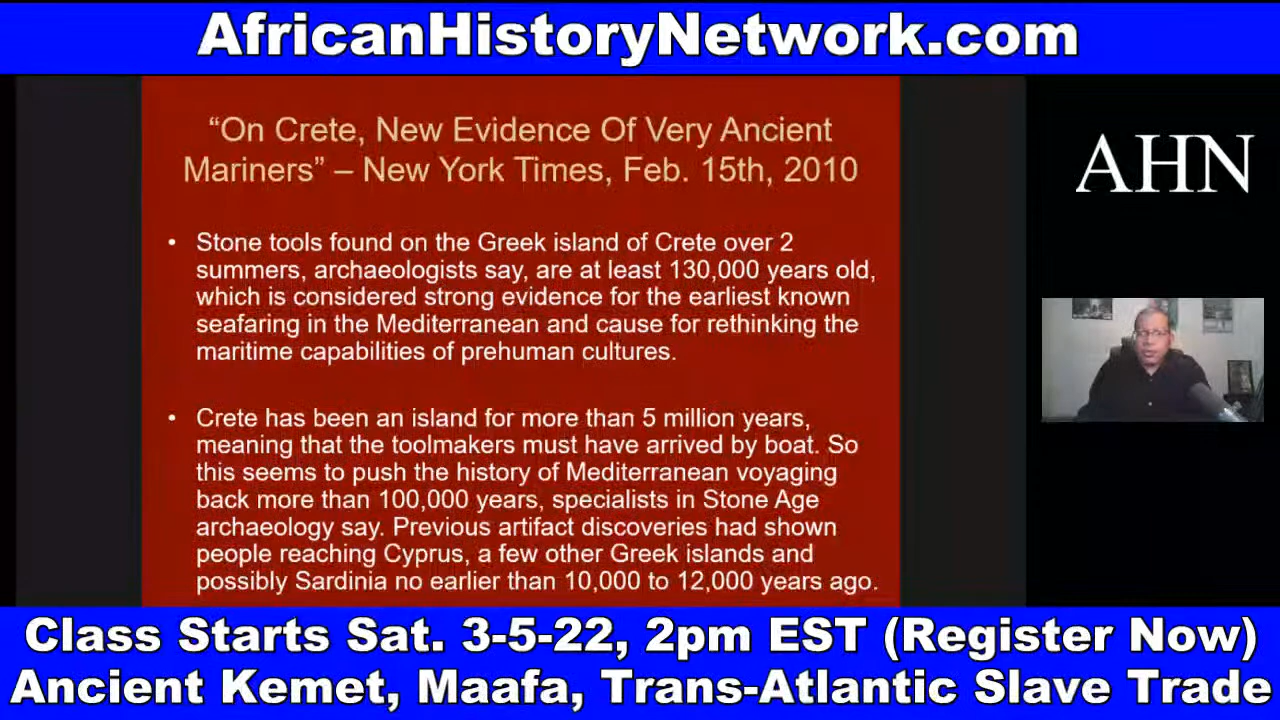 AfricanHistoryNetwork.com
“On Crete, New Evidence Of Very Ancient
Mariners” – New York Times, Feb. 15th, 2010
AHN
• Stone tools found on the Greek island of Crete over 2
summers, archaeologists say, are at least 130,000 years old,
which is considered strong evidence for the earliest known
seafaring in the Mediterranean and cause for rethinking the
maritime capabilities of prehuman cultures.
• Crete has been an island for more than 5 million years,
meaning that the toolmakers must have arrived by boat. So
this seems to push the history of Mediterranean voyaging
back more than 100,000 years, specialists in Stone Age
archaeology say. Previous artifact discoveries had shown
people reaching Cyprus, a few other Greek islands and
possibly Sardinia no earlier than 10,000 to 12,000 years ago.
Class Starts Sat. 3-5-22, 2pm EST (Register Now)
Ancient Kemet, Maafa, Trans-Atlantic Slave Trade